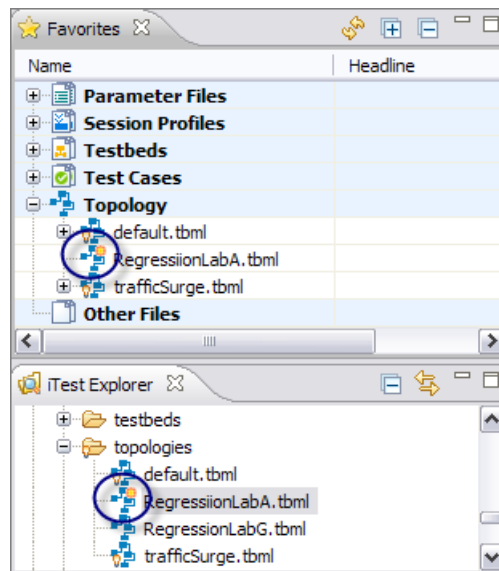 Favorites
Name Headline
Parameter Files
Session Profiles
Testbeds
Test Cases
Topology
default.tbml
RegressiionLabA.tbml
trafficSurge.tbml
Other Files
iTest Explorer
testbeds
topologies
default.tbml
RegressiionLabA.tbml
RegressionLabG.tbml
trafficSurge.tbml